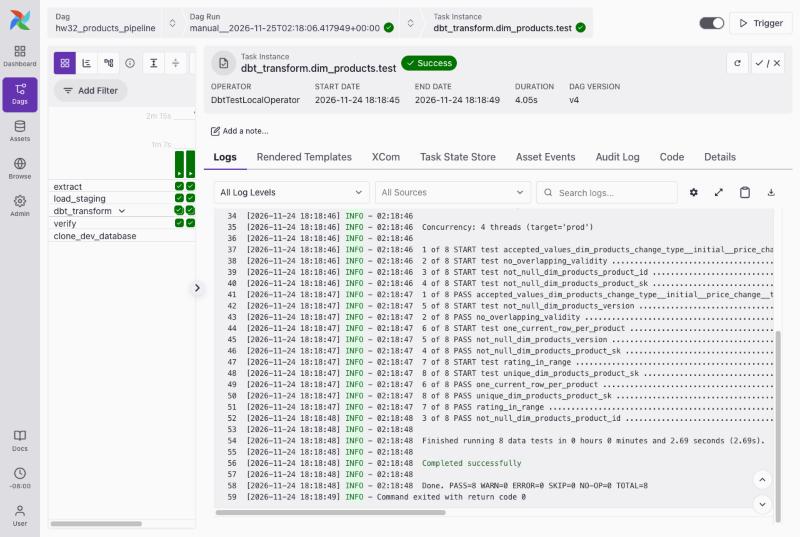 Dag
hw32_products_pipeline
Dag Run
manual__2026-11-25T02:18:06.417949+00:00
Task Instance
dbt_transform.dim_products.test
Trigger
Dashboard
Dags
Assets
Browse
Admin
Docs
-08:00
User
Add Filter
2m 15s
1m 7s
extract
load_staging
dbt_transform
verify
clone_dev_database
Task Instance
dbt_transform.dim_products.test
Success
/
OPERATOR START DATE END DATE DURATION DAG VERSION
DbtTestLocalOperator 2026-11-24 18:18:45 2026-11-24 18:18:49 4.05s v4
Add a note...
Logs Rendered Templates XCom Task State Store Asset Events Audit Log Code Details
All Log Levels All Sources Search logs...
34 [2026-11-24 18:18:46] INFO - 02:18:46
35 [2026-11-24 18:18:46] INFO - 02:18:46 Concurrency: 4 threads (target='prod')
36 [2026-11-24 18:18:46] INFO - 02:18:46
37 [2026-11-24 18:18:46] INFO - 02:18:46 1 of 8 START test accepted_values_dim_products_change_type__initial__price_cha
38 [2026-11-24 18:18:46] INFO - 02:18:46 2 of 8 START test no_overlapping_validity ..............................
39 [2026-11-24 18:18:46] INFO - 02:18:46 3 of 8 START test not_null_dim_products_product_id .....................
40 [2026-11-24 18:18:46] INFO - 02:18:46 4 of 8 START test not_null_dim_products_product_sk .....................
41 [2026-11-24 18:18:47] INFO - 02:18:47 1 of 8 PASS accepted_values_dim_products_change_type__initial__price_change__t
42 [2026-11-24 18:18:47] INFO - 02:18:47 5 of 8 START test not_null_dim_products_version ........................
43 [2026-11-24 18:18:47] INFO - 02:18:47 2 of 8 PASS no_overlapping_validity ....................................
44 [2026-11-24 18:18:47] INFO - 02:18:47 6 of 8 START test one_current_row_per_product ..........................
45 [2026-11-24 18:18:47] INFO - 02:18:47 5 of 8 PASS not_null_dim_products_version ..............................
46 [2026-11-24 18:18:47] INFO - 02:18:47 4 of 8 PASS not_null_dim_products_product_sk ...........................
47 [2026-11-24 18:18:47] INFO - 02:18:47 7 of 8 START test rating_in_range ......................................
48 [2026-11-24 18:18:47] INFO - 02:18:47 8 of 8 START test unique_dim_products_product_sk .......................
49 [2026-11-24 18:18:47] INFO - 02:18:47 6 of 8 PASS one_current_row_per_product ................................
50 [2026-11-24 18:18:47] INFO - 02:18:47 8 of 8 PASS unique_dim_products_product_sk .............................
51 [2026-11-24 18:18:47] INFO - 02:18:47 7 of 8 PASS rating_in_range ............................................
52 [2026-11-24 18:18:48] INFO - 02:18:48 3 of 8 PASS not_null_dim_products_product_id ...........................
53 [2026-11-24 18:18:48] INFO - 02:18:48
54 [2026-11-24 18:18:48] INFO - 02:18:48 Finished running 8 data tests in 0 hours 0 minutes and 2.69 seconds (2.69s).
55 [2026-11-24 18:18:48] INFO - 02:18:48
56 [2026-11-24 18:18:48] INFO - 02:18:48 Completed successfully
57 [2026-11-24 18:18:48] INFO - 02:18:48
58 [2026-11-24 18:18:48] INFO - 02:18:48 Done. PASS=8 WARN=0 ERROR=0 SKIP=0 NO-OP=0 TOTAL=8
59 [2026-11-24 18:18:49] INFO - Command exited with return code 0